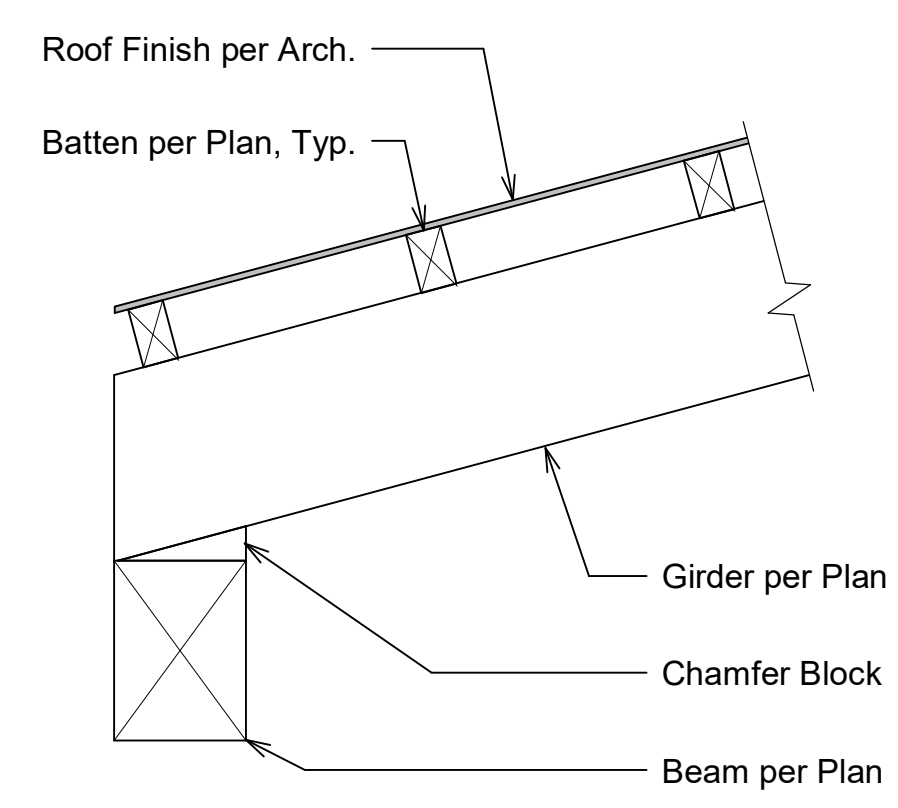 Roof Finish per Arch.
Batten per Plan, Typ.
Girder per Plan
Chamfer Block
Beam per Plan